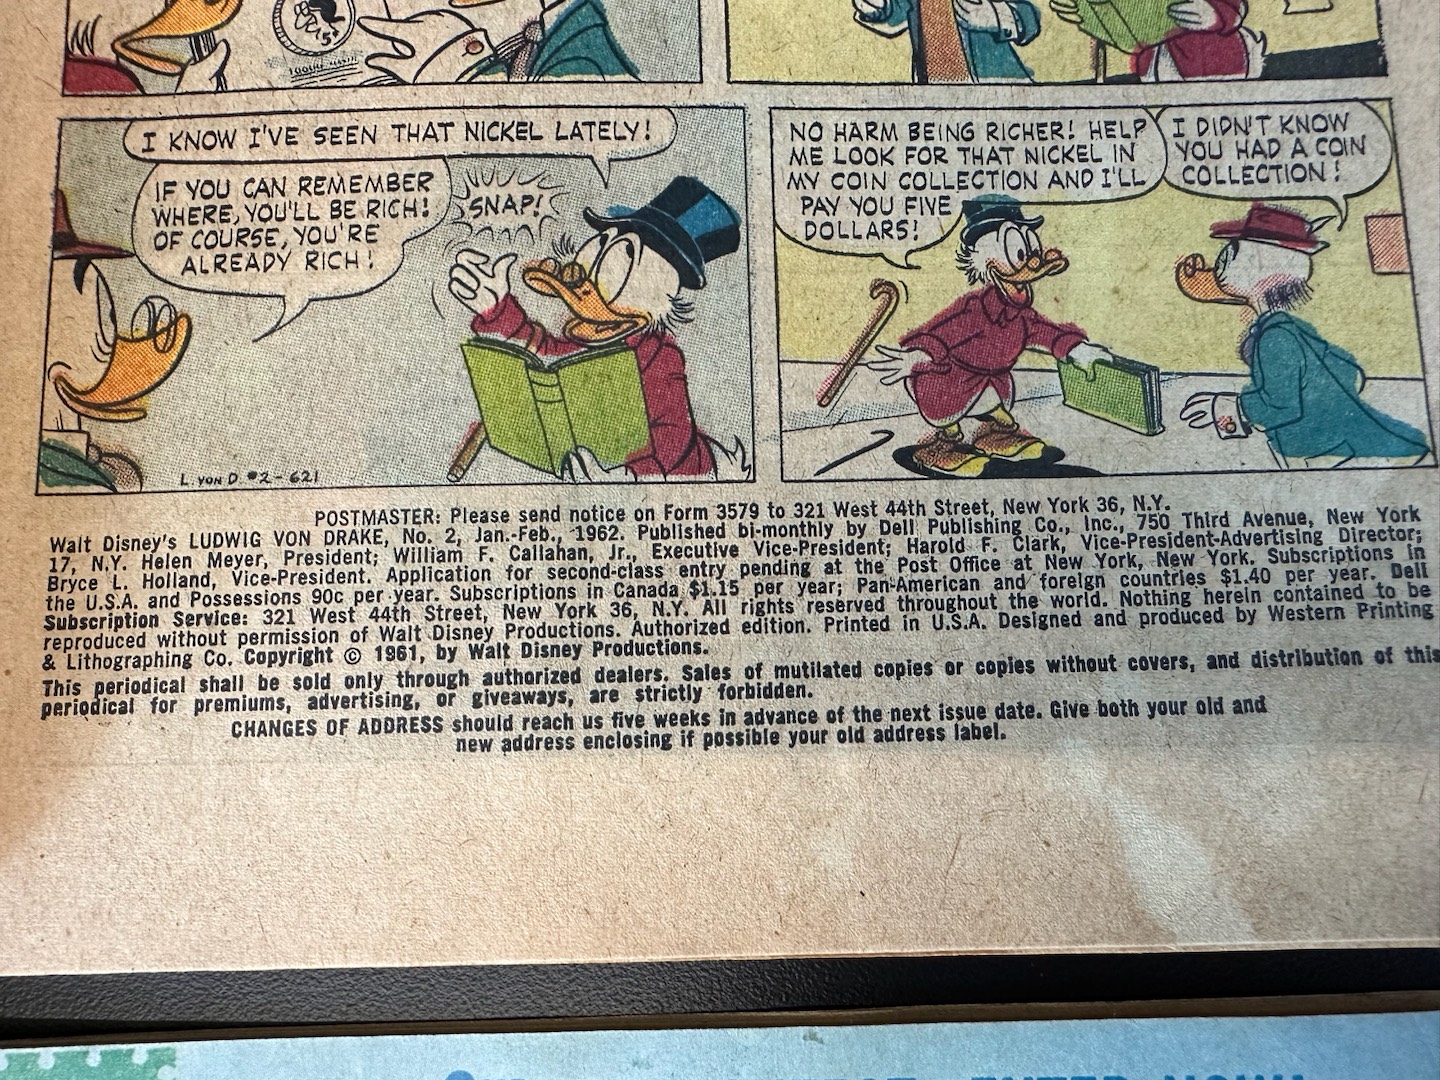 5¢
I KNOW I'VE SEEN THAT NICKEL LATELY!
IF YOU CAN REMEMBER
WHERE, YOU'LL BE RICH!
OF COURSE, YOU'RE
ALREADY RICH!
SNAP!
L. VON D. #2-621
NO HARM BEING RICHER! HELP
ME LOOK FOR THAT NICKEL IN
MY COIN COLLECTION AND I'LL
PAY YOU FIVE
DOLLARS!
I DIDN'T KNOW
YOU HAD A COIN
COLLECTION!
POSTMASTER: Please send notice on Form 3579 to 321 West 44th Street, New York 36, N.Y.
Walt Disney's LUDWIG VON DRAKE, No. 2, Jan.-Feb., 1962. Published bi-monthly by Dell Publishing Co., Inc., 750 Third Avenue, New York
17, N.Y. Helen Meyer, President; William F. Callahan, Jr., Executive Vice-President; Harold F. Clark, Vice-President-Advertising Director;
Bryce L. Holland, Vice-President. Application for second-class entry pending at the Post Office at New York, New York. Subscriptions in
the U.S.A. and Possessions 90c per year. Subscriptions in Canada $1.15 per year; Pan-American and foreign countries $1.40 per year. Dell
Subscription Service: 321 West 44th Street, New York 36, N.Y. All rights reserved throughout the world. Nothing herein contained to be
reproduced without permission of Walt Disney Productions. Authorized edition. Printed in U.S.A. Designed and produced by Western Printing
& Lithographing Co. Copyright © 1961, by Walt Disney Productions.
This periodical shall be sold only through authorized dealers. Sales of mutilated copies or copies without covers, and distribution of this
periodical for premiums, advertising, or giveaways, are strictly forbidden.
CHANGES OF ADDRESS should reach us five weeks in advance of the next issue date. Give both your old and
new address enclosing if possible your old address label.